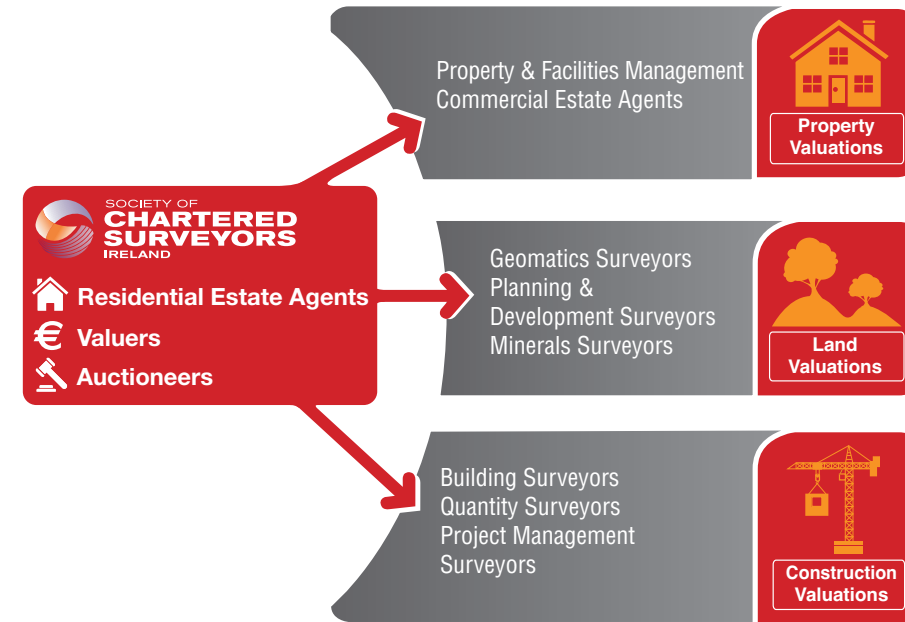 SOCIETY OF
CHARTERED
SURVEYORS
IRELAND
Residential Estate Agents
€ Valuers
Auctioneers
Property & Facilities Management
Commercial Estate Agents
Property
Valuations
Geomatics Surveyors
Planning &
Development Surveyors
Minerals Surveyors
Land
Valuations
Building Surveyors
Quantity Surveyors
Project Management
Surveyors
Construction
Valuations